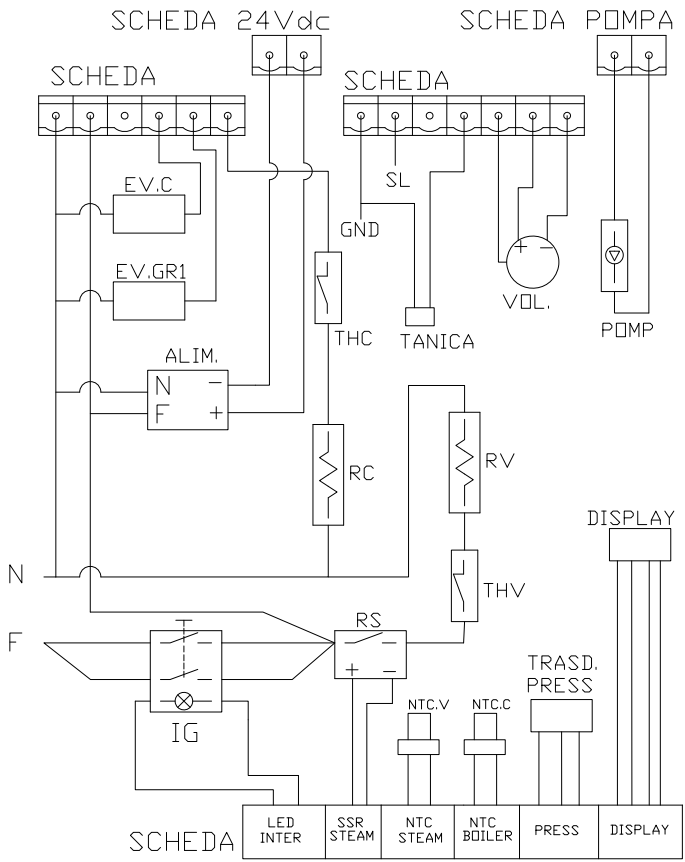 SCHEDA 24Vdc
SCHEDA POMPA
SCHEDA
SCHEDA
EV.C
SL
GND
EV.GR1
+ −
VOL.
THC
TANICA
POMP
ALIM.
N −
F +
RC
RV
DISPLAY
N
THV
F
RS
+ −
TRASD.
PRESS
IG
NTC.V
NTC.C
SCHEDA
LED
INTER
SSR
STEAM
NTC
STEAM
NTC
BOILER
PRESS
DISPLAY